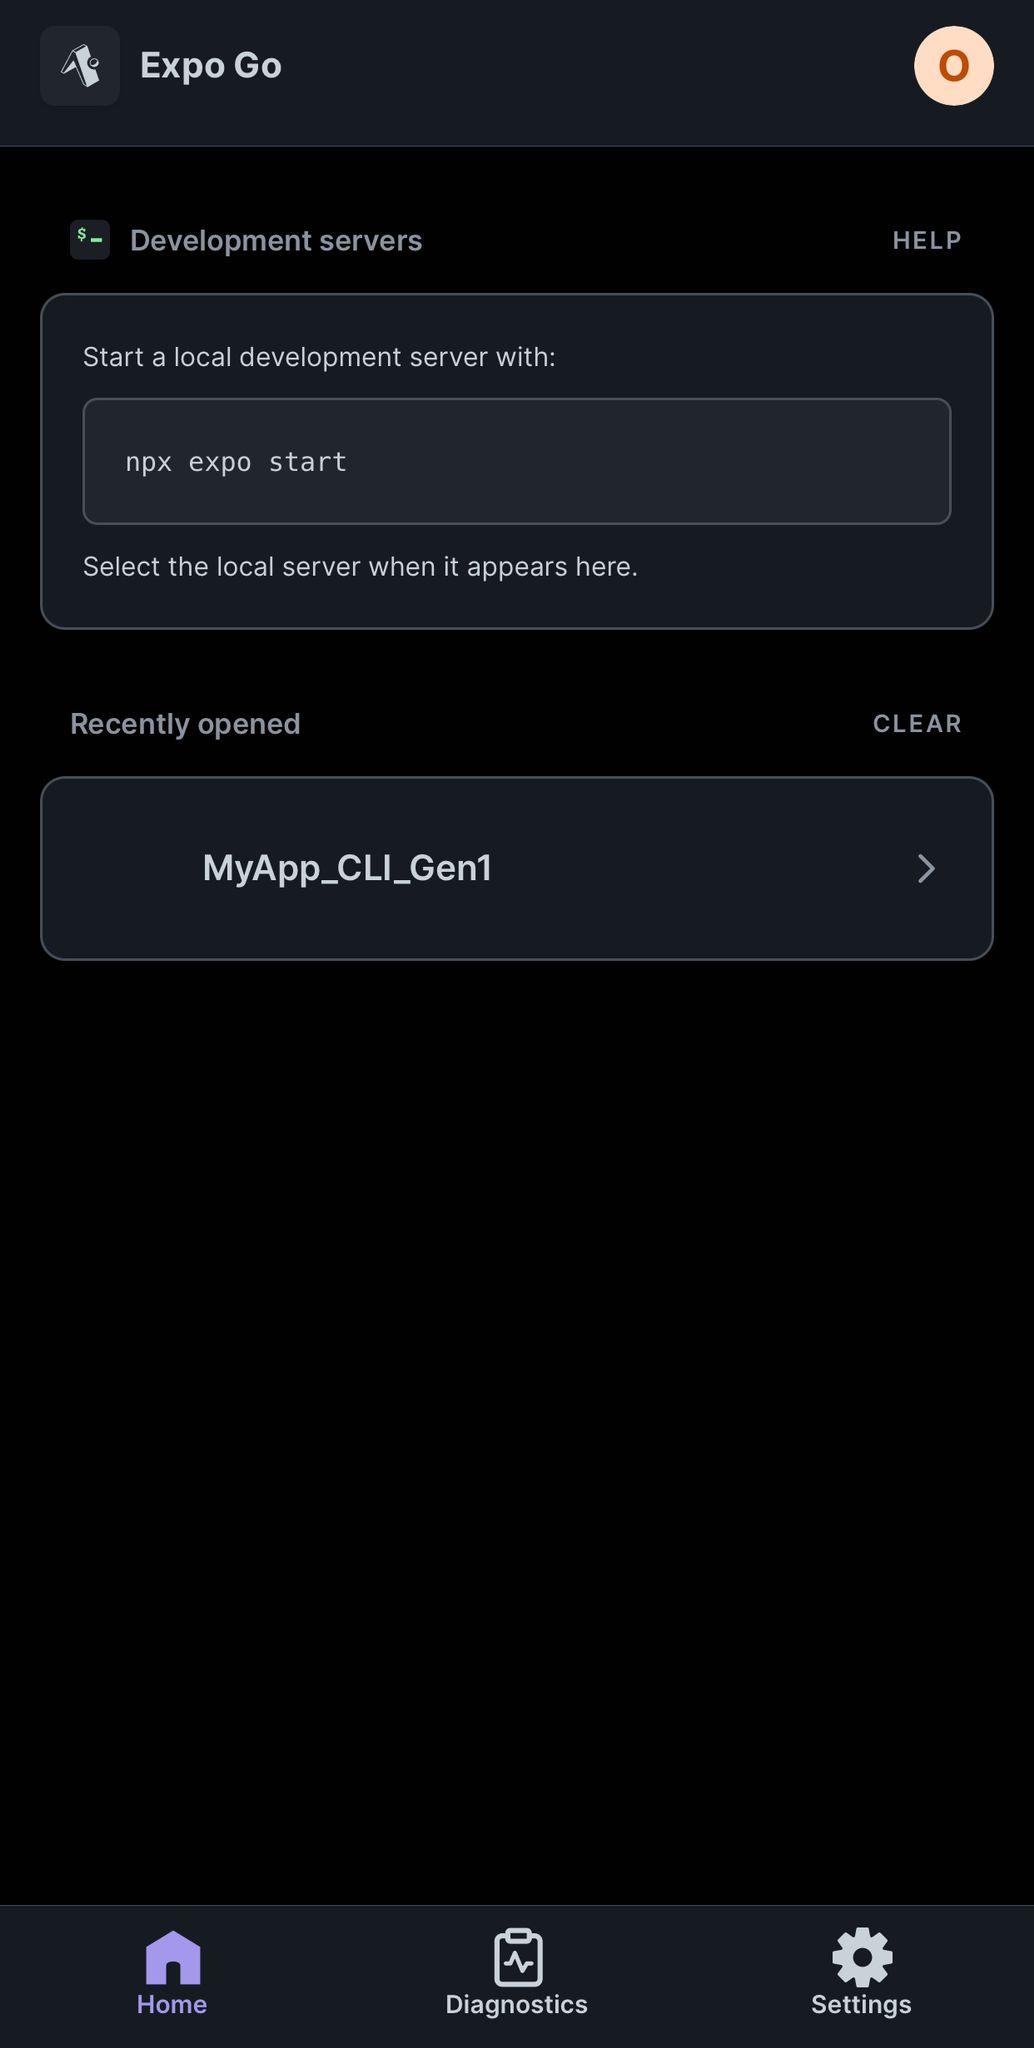 Expo Go
O
$
Development servers
HELP
Start a local development server with:
npx expo start
Select the local server when it appears here.
Recently opened
CLEAR
MyApp_CLI_Gen1
Home
Diagnostics
Settings